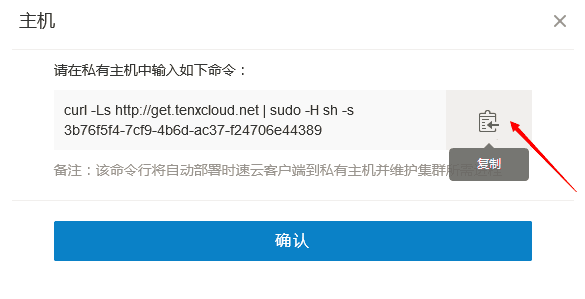 主机
请在私有主机中输入如下命令：
curl -Ls http://get.tenxcloud.net | sudo -H sh -s
3b76f5f4-7cf9-4b6d-ac37-f24706e44389
复制
备注：该命令行将自动部署时速云客户端到私有主机并维护集群所
确认